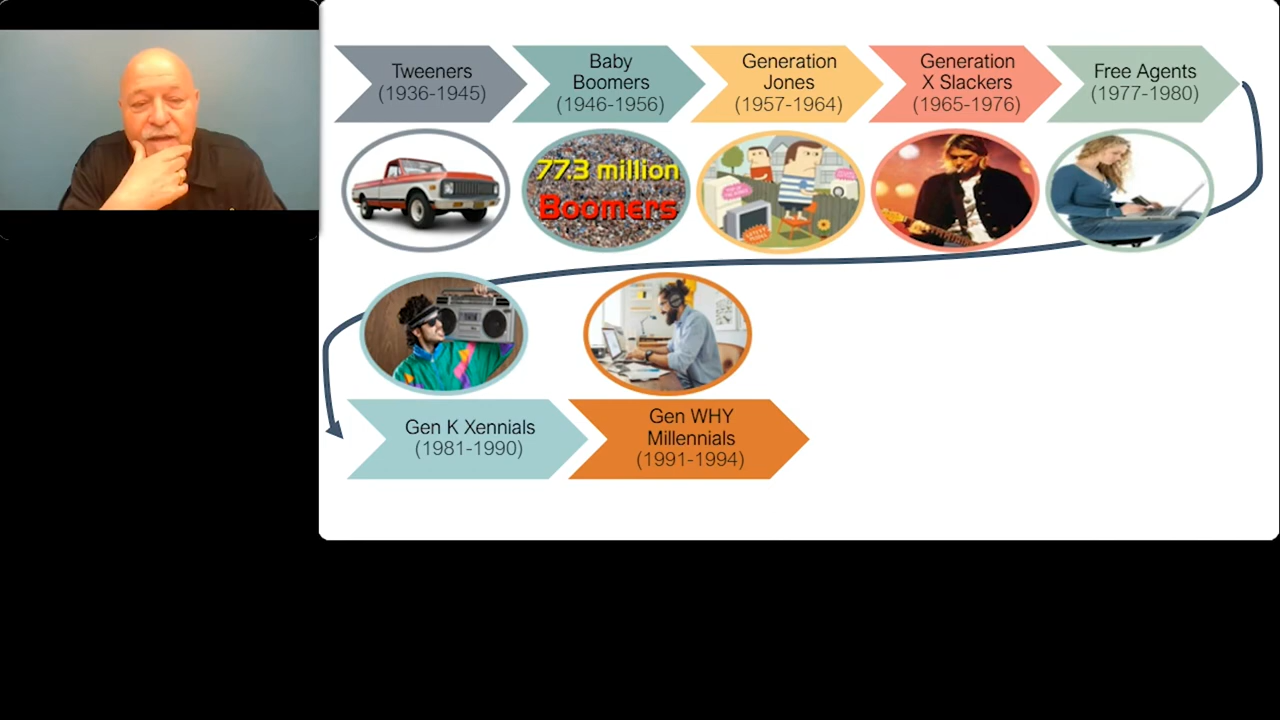 Tweeners
(1936-1945)
Baby
Boomers
(1946-1956)
Generation
Jones
(1957-1964)
Generation
X Slackers
(1965-1976)
Free Agents
(1977-1980)
77.3 million
Boomers
Gen K Xennials
(1981-1990)
Gen WHY
Millennials
(1991-1994)